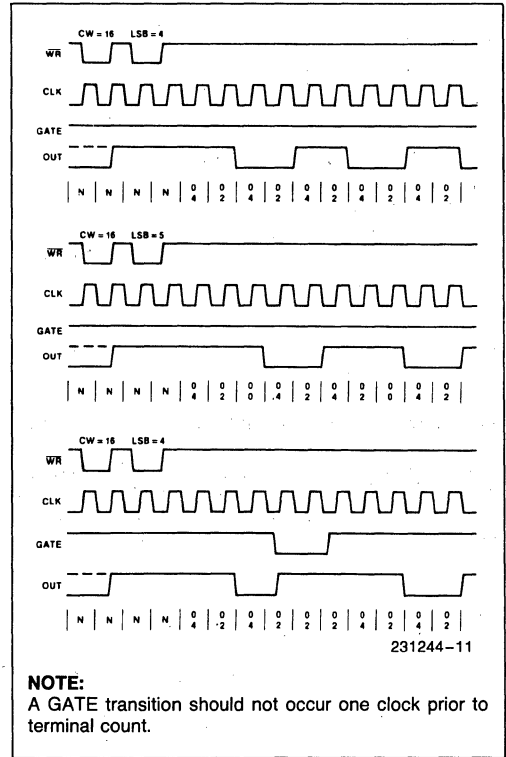 CW = 16 LSB = 4
WR
CLK
GATE
OUT
N N N N 0 0 0 0 0 0 0 0 0
4 2 4 2 4 2 4 2 4 2
CW = 16 LSB = 5
WR
CLK
GATE
OUT
N N N N 0 0 0 0 0 0 0 0 0
4 2 0 4 2 4 2 0 4 2
CW = 16 LSB = 4
WR
CLK
GATE
OUT
N N N N 0 0 0 0 0 0 0 0 0
4 2 4 2 2 2 4 2 4 2
231244-11
NOTE:
A GATE transition should not occur one clock prior to
terminal count.